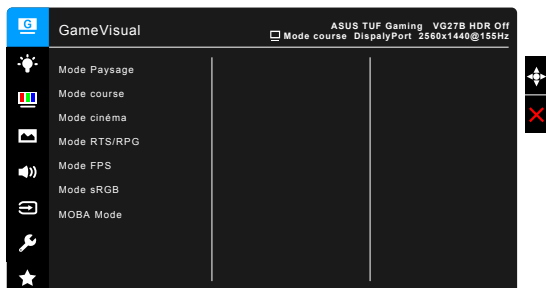 G
GameVisual
ASUS TUF Gaming VG27B HDR Off
Mode course DispalyPort 2560x1440@155Hz
Mode Paysage
Mode course
Mode cinéma
Mode RTS/RPG
Mode FPS
Mode sRGB
MOBA Mode